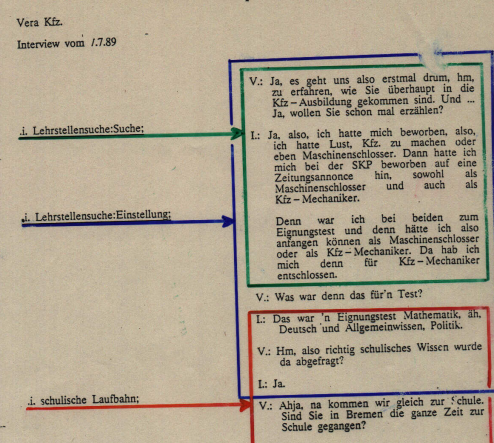 Vera Kfz.
Interview vom /.7.89
V.: Ja, es geht uns also erstmal drum, hm,
zu erfahren, wie Sie überhaupt in die
Kfz – Ausbildung gekommen sind. Und ...
Ja, wollen Sie schon mal erzählen?
.i. Lehrstellensuche:Suche;
I.: Ja, also, ich hatte mich beworben, also,
ich hatte Lust, Kfz. zu machen oder
eben Maschinenschlosser. Dann hatte ich
mich bei der SKP beworben auf eine
Zeitungsannonce hin, sowohl als
Maschinenschlosser und auch als
Kfz – Mechaniker.
.i. Lehrstellensuche:Einstellung;
Denn war ich bei beiden zum
Eignungstest und denn hätte ich also
anfangen können als Maschinenschlosser
oder als Kfz – Mechaniker. Da hab ich
mich denn für Kfz – Mechaniker
entschlossen.
V.: Was war denn das für'n Test?
I.: Das war 'n Eignungstest Mathematik, äh,
Deutsch und Allgemeinwissen, Politik.
V.: Hm, also richtig schulisches Wissen wurde
da abgefragt?
I.: Ja.
.i. schulische Laufbahn;
V.: Ahja, na kommen wir gleich zur Schule.
Sind Sie in Bremen die ganze Zeit zur
Schule gegangen?